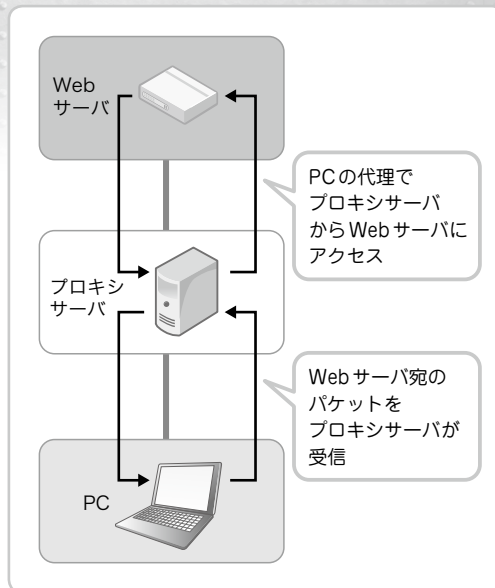 Web
サーバ
PCの代理で
プロキシサーバ
からWebサーバに
アクセス
プロキシ
サーバ
Webサーバ宛の
パケットを
プロキシサーバが
受信
PC